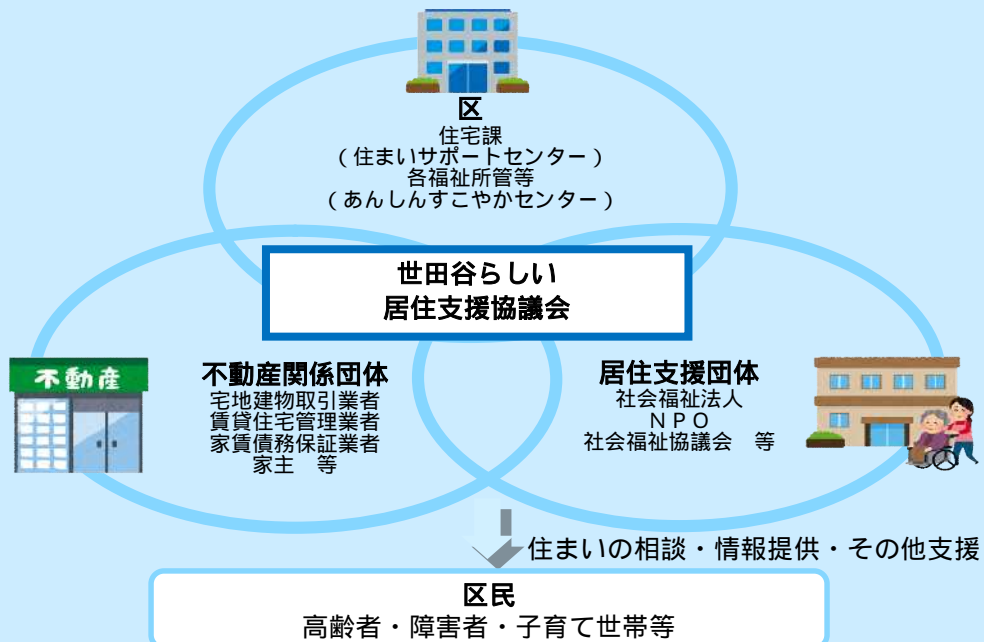 区
住宅課
（住まいサポートセンター）
各福祉所管等
（あんしんすこやかセンター）
世田谷らしい
居住支援協議会
不動産
不動産関係団体
宅地建物取引業者
賃貸住宅管理業者
家賃債務保証業者
家主　等
居住支援団体
社会福祉法人
ＮＰＯ
社会福祉協議会　等
住まいの相談・情報提供・その他支援
区民
高齢者・障害者・子育て世帯等